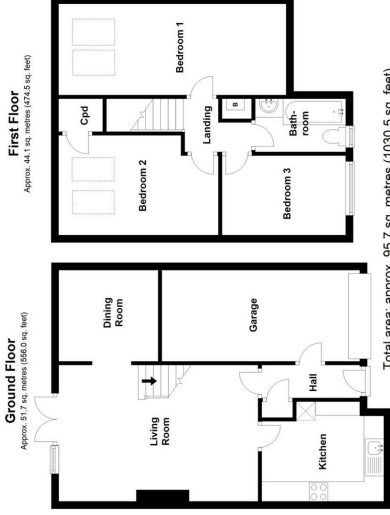 Ground Floor
Approx. 51.7 sq. metres (556.0 sq. feet)
Dining
Room
Living
Room
Garage
Hall
Kitchen
First Floor
Approx. 44.1 sq. metres (474.5 sq. feet)
Cpd
Bedroom 1
Bedroom 2
Landing
B
Bath-
room
Bedroom 3
Total area: approx. 95.7 sq. metres (1030.5 sq. feet)